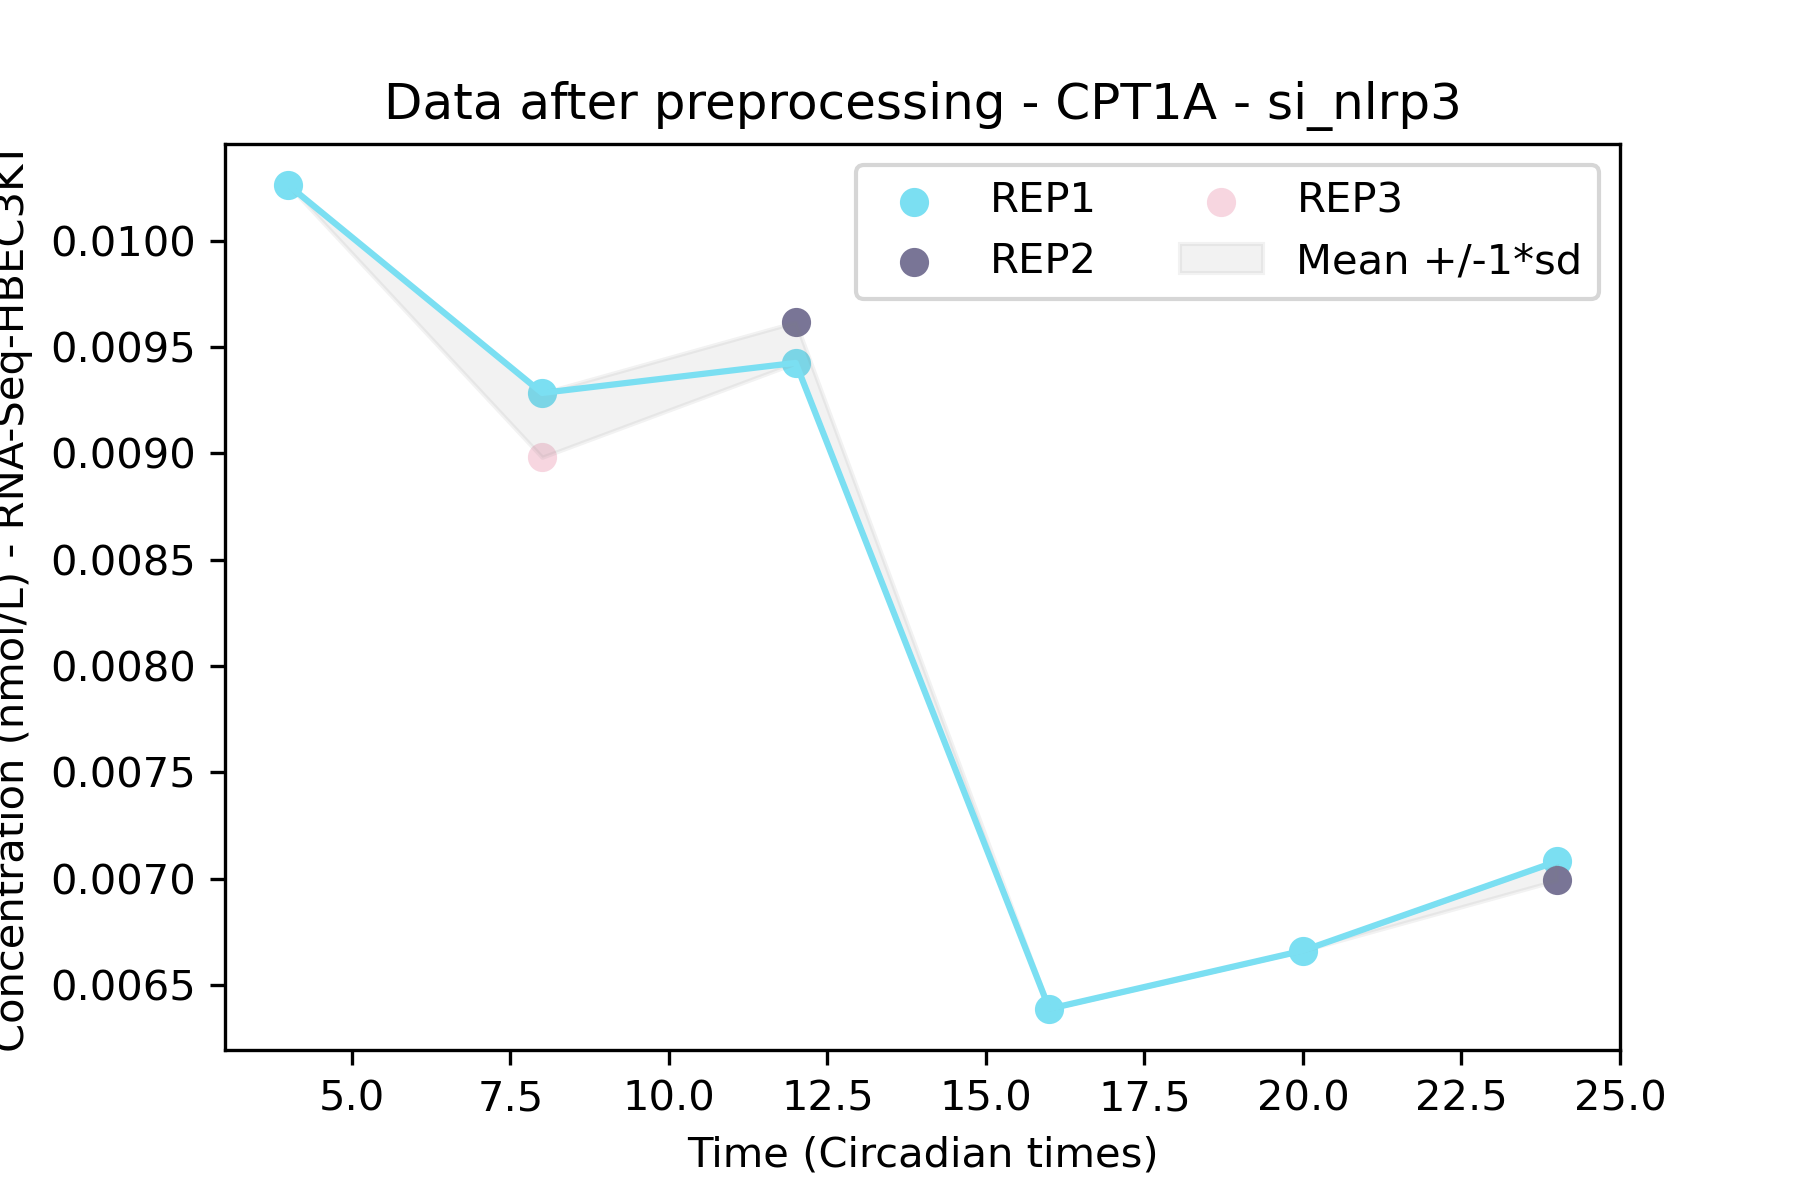 Data after preprocessing - CPT1A - si_nlrp3
REP1
REP2
REP3
Mean +/-1*sd
Concentration (nmol/L) - RNA-Seq-HBEC3KT
0.0100
0.0095
0.0090
0.0085
0.0080
0.0075
0.0070
0.0065
5.0 7.5 10.0 12.5 15.0 17.5 20.0 22.5 25.0
Time (Circadian times)